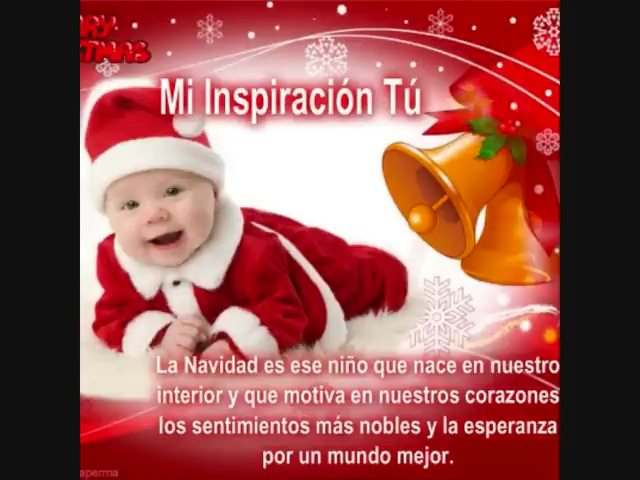 Mi Inspiración Tú
La Navidad es ese niño que nace en nuestro
interior y que motiva en nuestros corazones
los sentimientos más nobles y la esperanza
por un mundo mejor.